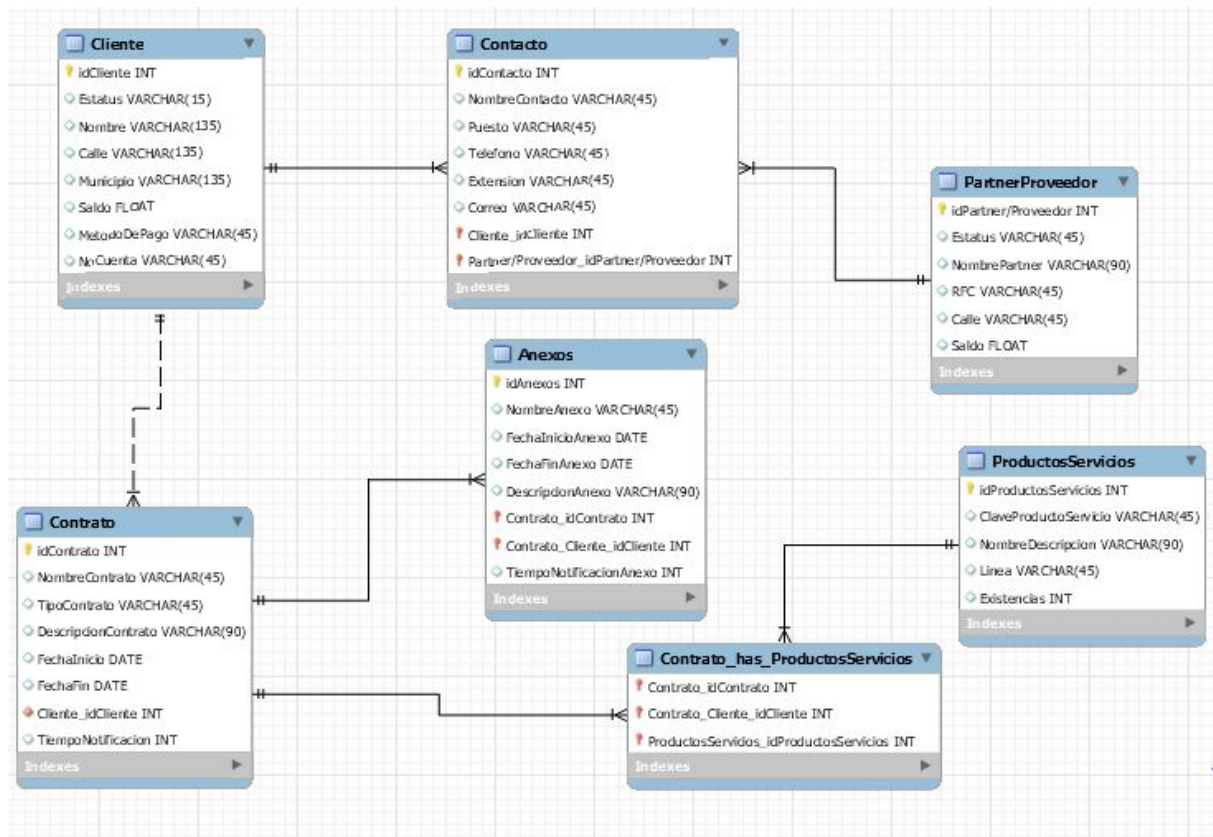 Cliente
idCliente INT
Estatus VARCHAR(15)
Nombre VARCHAR(135)
Calle VARCHAR(135)
Municipio VARCHAR(135)
Saldo FLOAT
MetodoDePago VARCHAR(45)
NoCuenta VARCHAR(45)
Indexes
Contacto
idContacto INT
NombreContacto VARCHAR(45)
Puesto VARCHAR(45)
Telefono VARCHAR(45)
Extension VARCHAR(45)
Correo VARCHAR(45)
Cliente_idCliente INT
Partner/Proveedor_idPartner/Proveedor INT
Indexes
PartnerProveedor
idPartner/Proveedor INT
Estatus VARCHAR(45)
NombrePartner VARCHAR(90)
RFC VARCHAR(45)
Calle VARCHAR(45)
Saldo FLOAT
Indexes
Anexos
idAnexos INT
NombreAnexo VARCHAR(45)
FechaInicioAnexo DATE
FechaFinAnexo DATE
DescripcionAnexo VARCHAR(90)
Contrato_idContrato INT
Contrato_Cliente_idCliente INT
TiempoNotificacionAnexo INT
Indexes
ProductosServicios
idProductosServicios INT
ClaveProductoServicio VARCHAR(45)
NombreDescripcion VARCHAR(90)
Linea VARCHAR(45)
Existencias INT
Indexes
Contrato
idContrato INT
NombreContrato VARCHAR(45)
TipoContrato VARCHAR(45)
DescripcionContrato VARCHAR(90)
FechaInicio DATE
FechaFin DATE
Cliente_idCliente INT
TiempoNotificacion INT
Indexes
Contrato_has_ProductosServicios
Contrato_idContrato INT
Contrato_Cliente_idCliente INT
ProductosServicios_idProductosServicios INT
Indexes